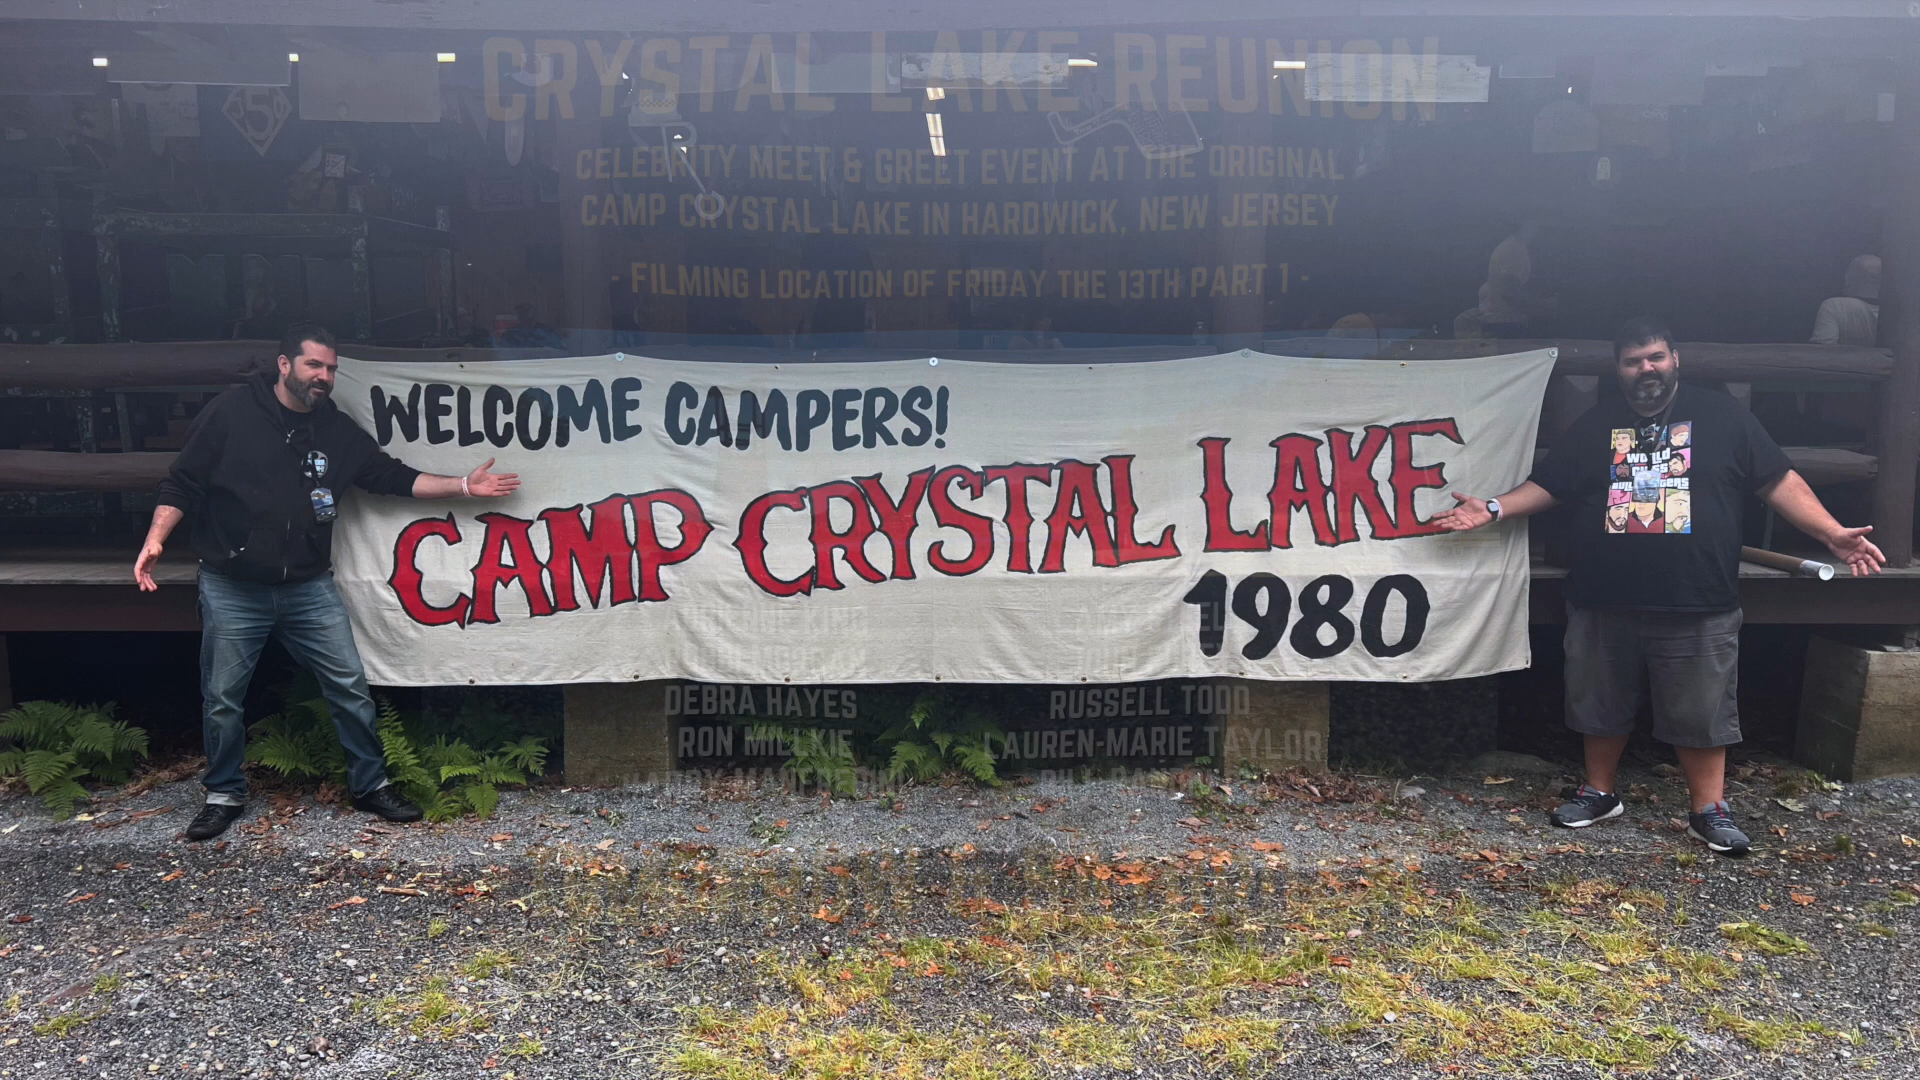 CRYSTAL LAKE REUNION
CELEBRITY MEET & GREET EVENT AT THE ORIGINAL
CAMP CRYSTAL LAKE IN HARDWICK, NEW JERSEY
- FILMING LOCATION OF FRIDAY THE 13TH PART 1 -
WELCOME CAMPERS!
CAMP CRYSTAL LAKE
1980
KING
DEBRA HAYES
RUSSELL TODD
RON MILLKIE
LAUREN-MARIE TAYLOR
WORLD